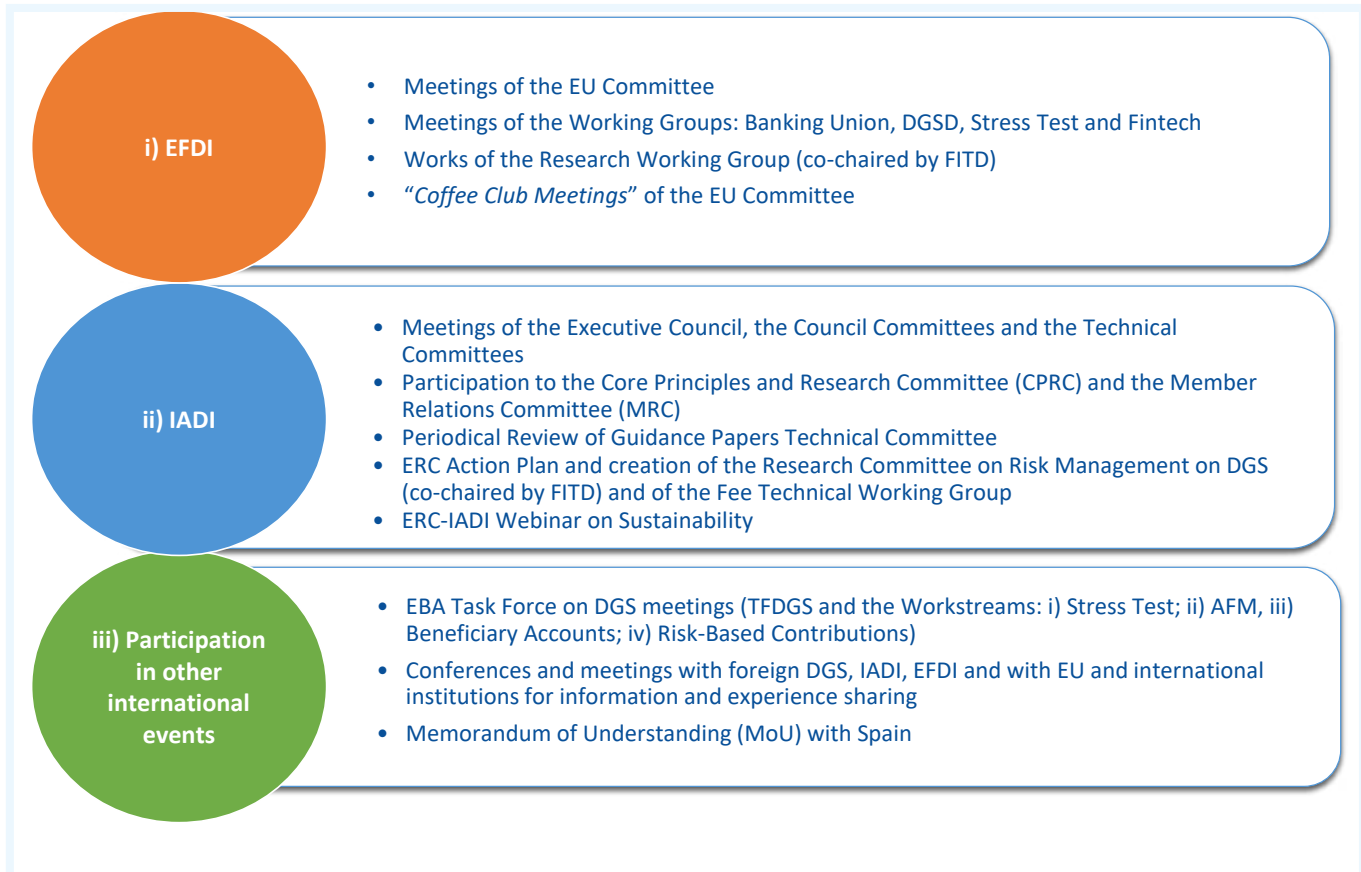 i) EFDI
• Meetings of the EU Committee
• Meetings of the Working Groups: Banking Union, DGSD, Stress Test and Fintech
• Works of the Research Working Group (co-chaired by FITD)
• “Coffee Club Meetings” of the EU Committee
ii) IADI
• Meetings of the Executive Council, the Council Committees and the Technical
Committees
• Participation to the Core Principles and Research Committee (CPRC) and the Member
Relations Committee (MRC)
• Periodical Review of Guidance Papers Technical Committee
• ERC Action Plan and creation of the Research Committee on Risk Management on DGS
(co-chaired by FITD) and of the Fee Technical Working Group
• ERC-IADI Webinar on Sustainability
iii) Participation
in other
international
events
• EBA Task Force on DGS meetings (TFDGS and the Workstreams: i) Stress Test; ii) AFM, iii)
Beneficiary Accounts; iv) Risk-Based Contributions)
• Conferences and meetings with foreign DGS, IADI, EFDI and with EU and international
institutions for information and experience sharing
• Memorandum of Understanding (MoU) with Spain